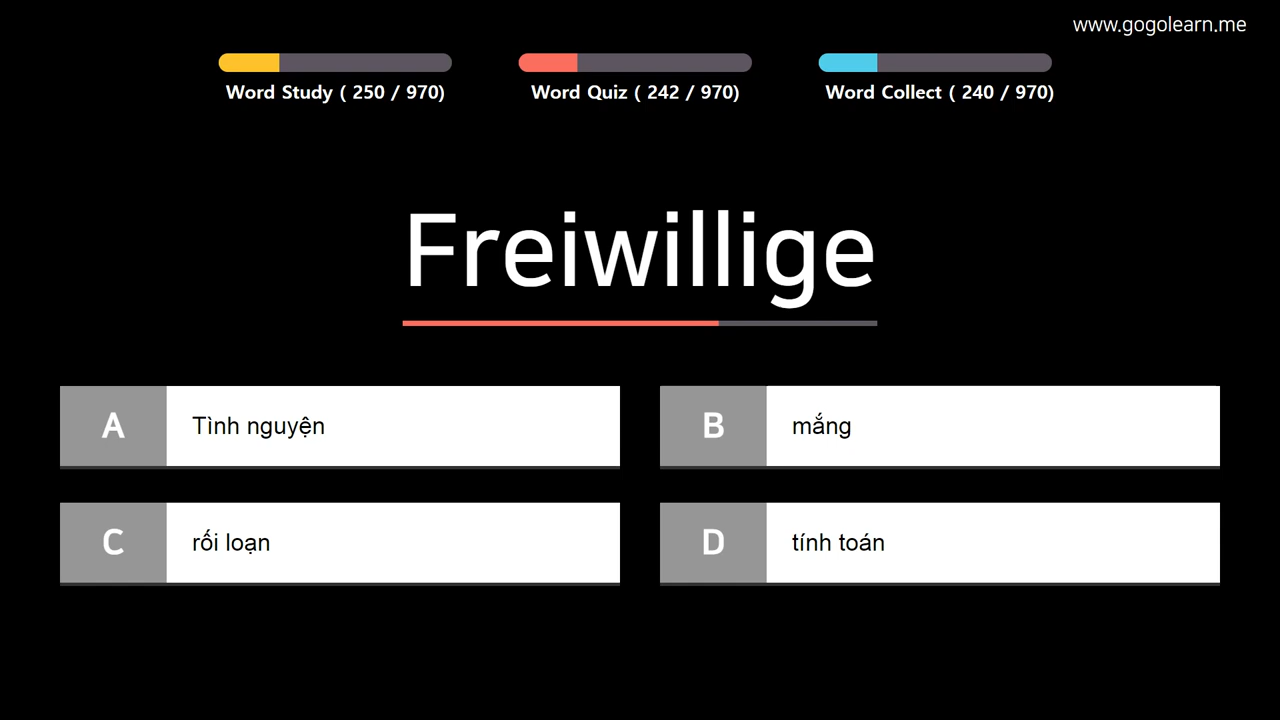 www.gogolearn.me
Word Study ( 250 / 970)
Word Quiz ( 242 / 970)
Word Collect ( 240 / 970)
Freiwillige
A
Tình nguyện
B
mắng
C
rối loạn
D
tính toán